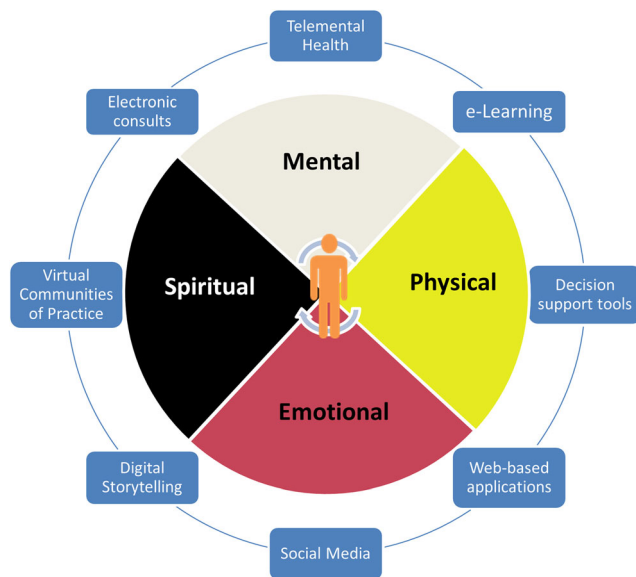 Telemental
Health
Electronic
consults
e-Learning
Mental
Virtual
Communities
of Practice
Spiritual
Physical
Decision
support tools
Emotional
Digital
Storytelling
Web-based
applications
Social Media